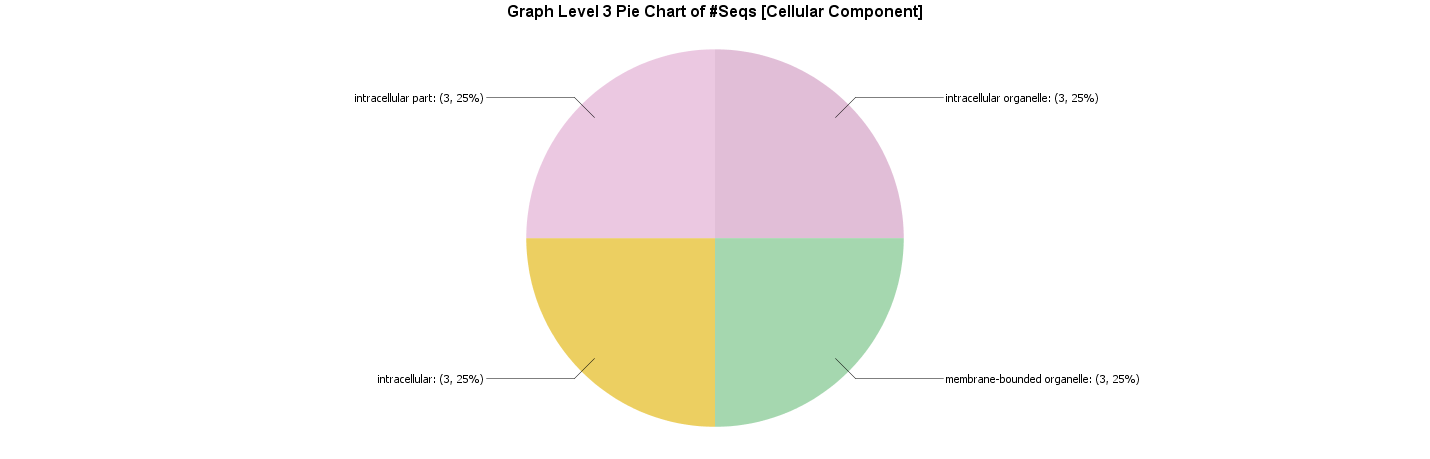 Graph Level 3 Pie Chart of #Seqs [Cellular Component]
intracellular part: (3, 25%)
intracellular organelle: (3, 25%)
intracellular: (3, 25%)
membrane-bounded organelle: (3, 25%)